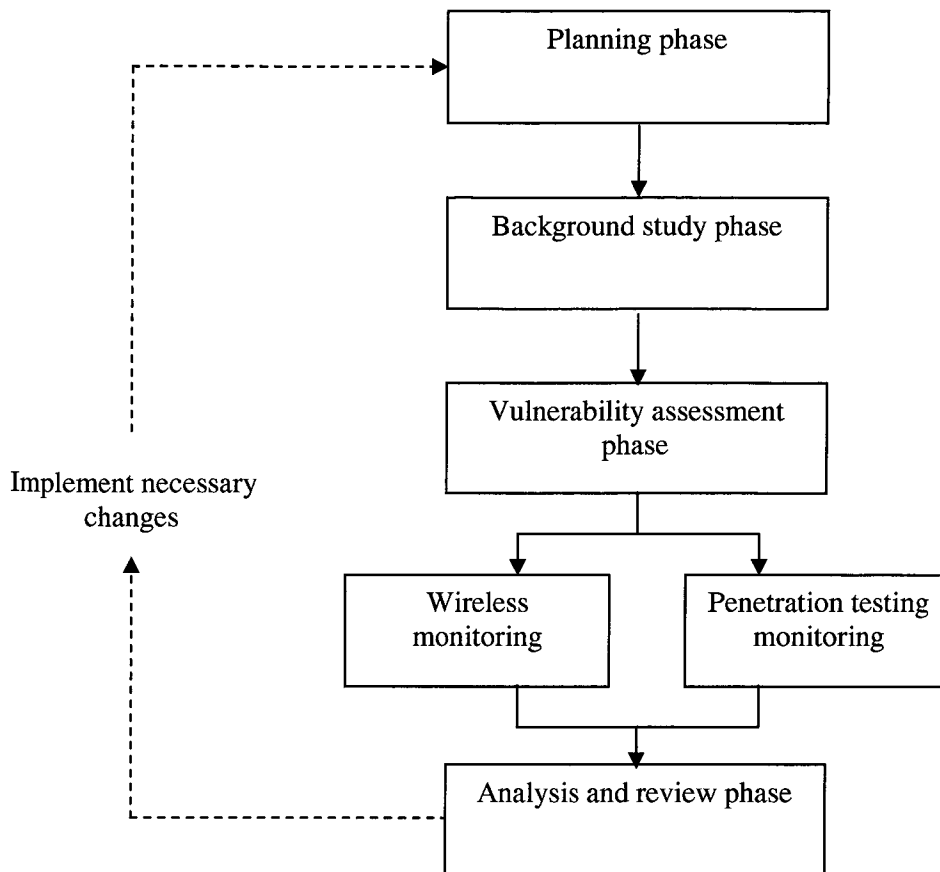 Planning phase
Background study phase
Vulnerability assessment
phase
Implement necessary
changes
Wireless
monitoring
Penetration testing
monitoring
Analysis and review phase